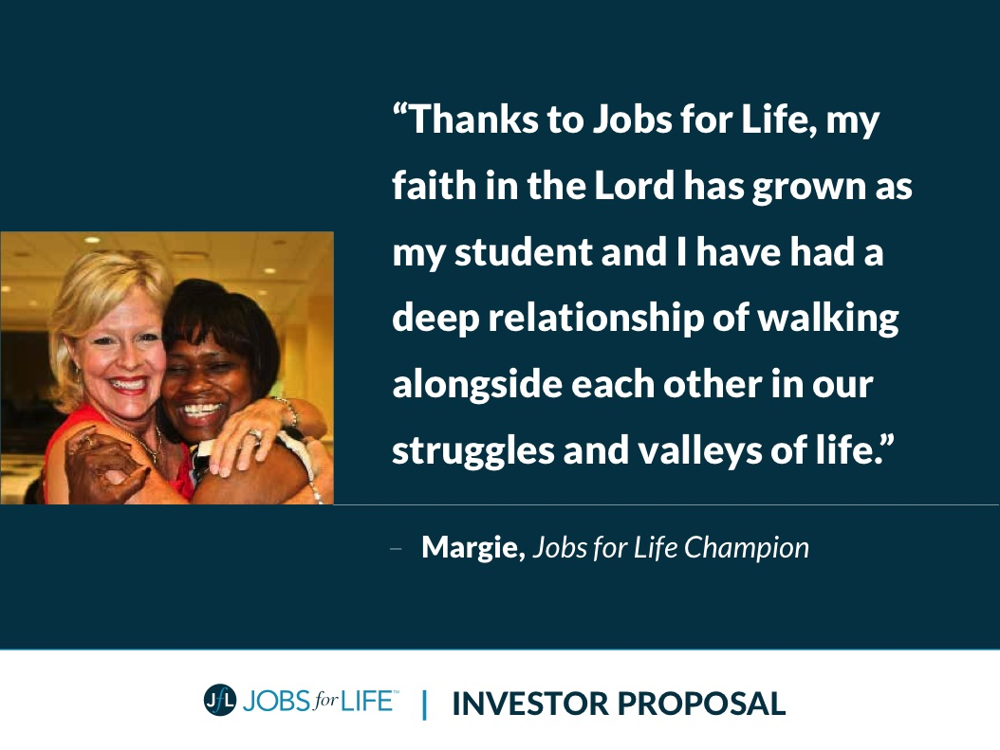 “Thanks to Jobs for Life, my
faith in the Lord has grown as
my student and I have had a
deep relationship of walking
alongside each other in our
struggles and valleys of life.”
– Margie, Jobs for Life Champion
JfL JOBS for LIFE™ | INVESTOR PROPOSAL